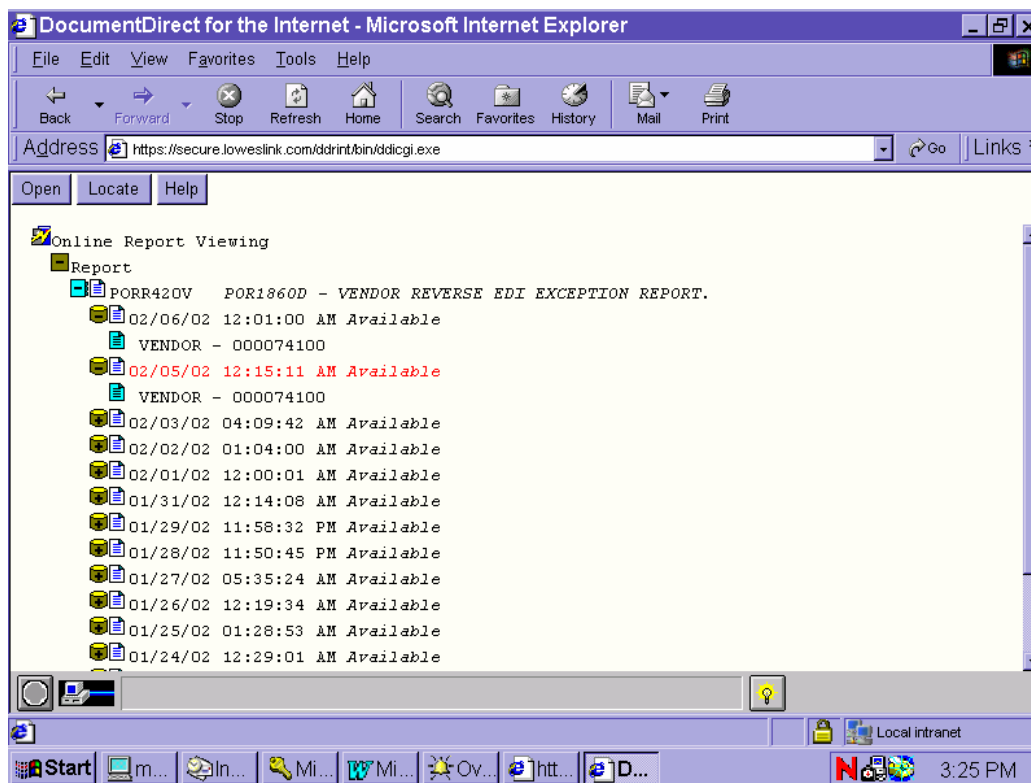 DocumentDirect for the Internet - Microsoft Internet Explorer
File Edit View Favorites Tools Help
Back Forward Stop Refresh Home Search Favorites History Mail Print
Address https://secure.loweslink.com/ddrint/bin/ddicgi.exe Go Links
Open Locate Help
Online Report Viewing
Report
PORR420V POR1860D - VENDOR REVERSE EDI EXCEPTION REPORT.
02/06/02 12:01:00 AM Available
VENDOR - 000074100
02/05/02 12:15:11 AM Available
VENDOR - 000074100
02/03/02 04:09:42 AM Available
02/02/02 01:04:00 AM Available
02/01/02 12:00:01 AM Available
01/31/02 12:14:08 AM Available
01/29/02 11:58:32 PM Available
01/28/02 11:50:45 PM Available
01/27/02 05:35:24 AM Available
01/26/02 12:19:34 AM Available
01/25/02 01:28:53 AM Available
01/24/02 12:29:01 AM Available
Local intranet
Start m... In... Mi... Mi... Ov... htt... D... N 3:25 PM